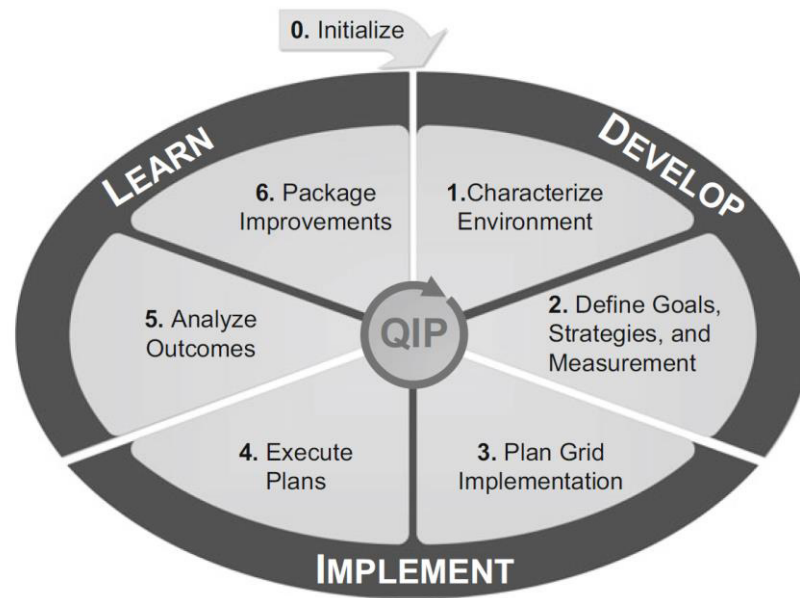 0. Initialize
LEARN
DEVELOP
6. Package
Improvements
1.Characterize
Environment
5. Analyze
Outcomes
QIP
2. Define Goals,
Strategies, and
Measurement
4. Execute
Plans
3. Plan Grid
Implementation
IMPLEMENT